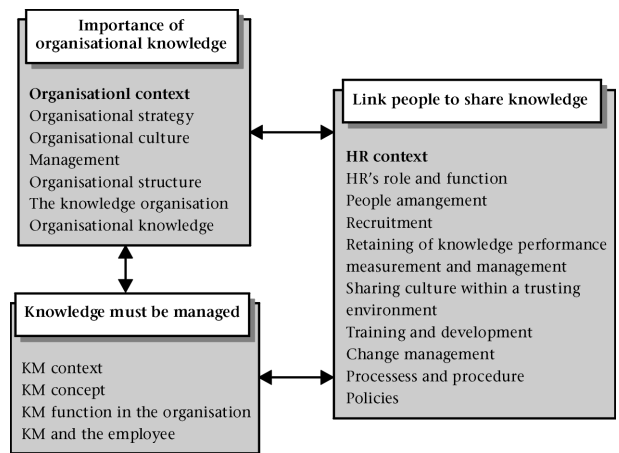 Importance of
organisational knowledge
Organisationl context
Organisational strategy
Organisational culture
Management
Organisational structure
The knowledge organisation
Organisational knowledge
Link people to share knowledge
HR context
HR's role and function
People amangement
Recruitment
Retaining of knowledge performance
measurement and management
Sharing culture within a trusting
environment
Training and development
Change management
Processess and procedure
Policies
Knowledge must be managed
KM context
KM concept
KM function in the organisation
KM and the employee